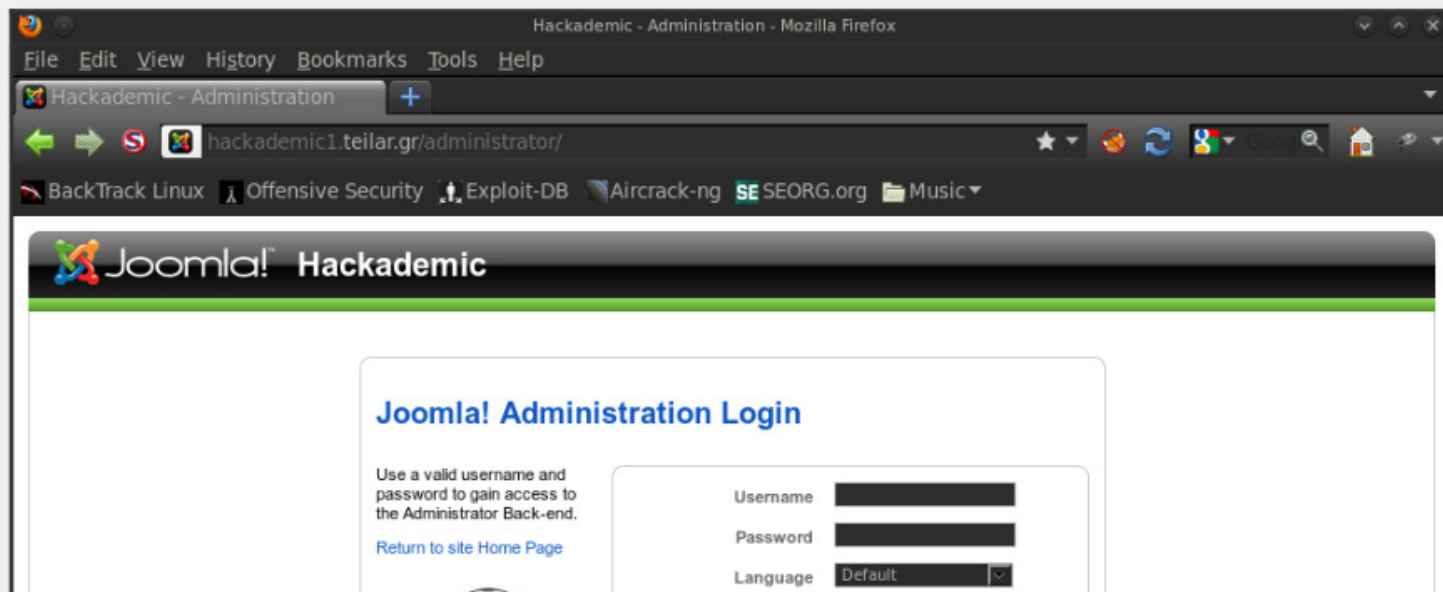 Hackademic - Administration - Mozilla Firefox
File Edit View History Bookmarks Tools Help
Hackademic - Administration
hackademic1.teilar.gr/administrator/
BackTrack Linux Offensive Security Exploit-DB Aircrack-ng SE SEORG.org Music
Joomla!™ Hackademic
Joomla! Administration Login
Use a valid username and
password to gain access to
the Administrator Back-end.
Return to site Home Page
Username
Password
Language Default